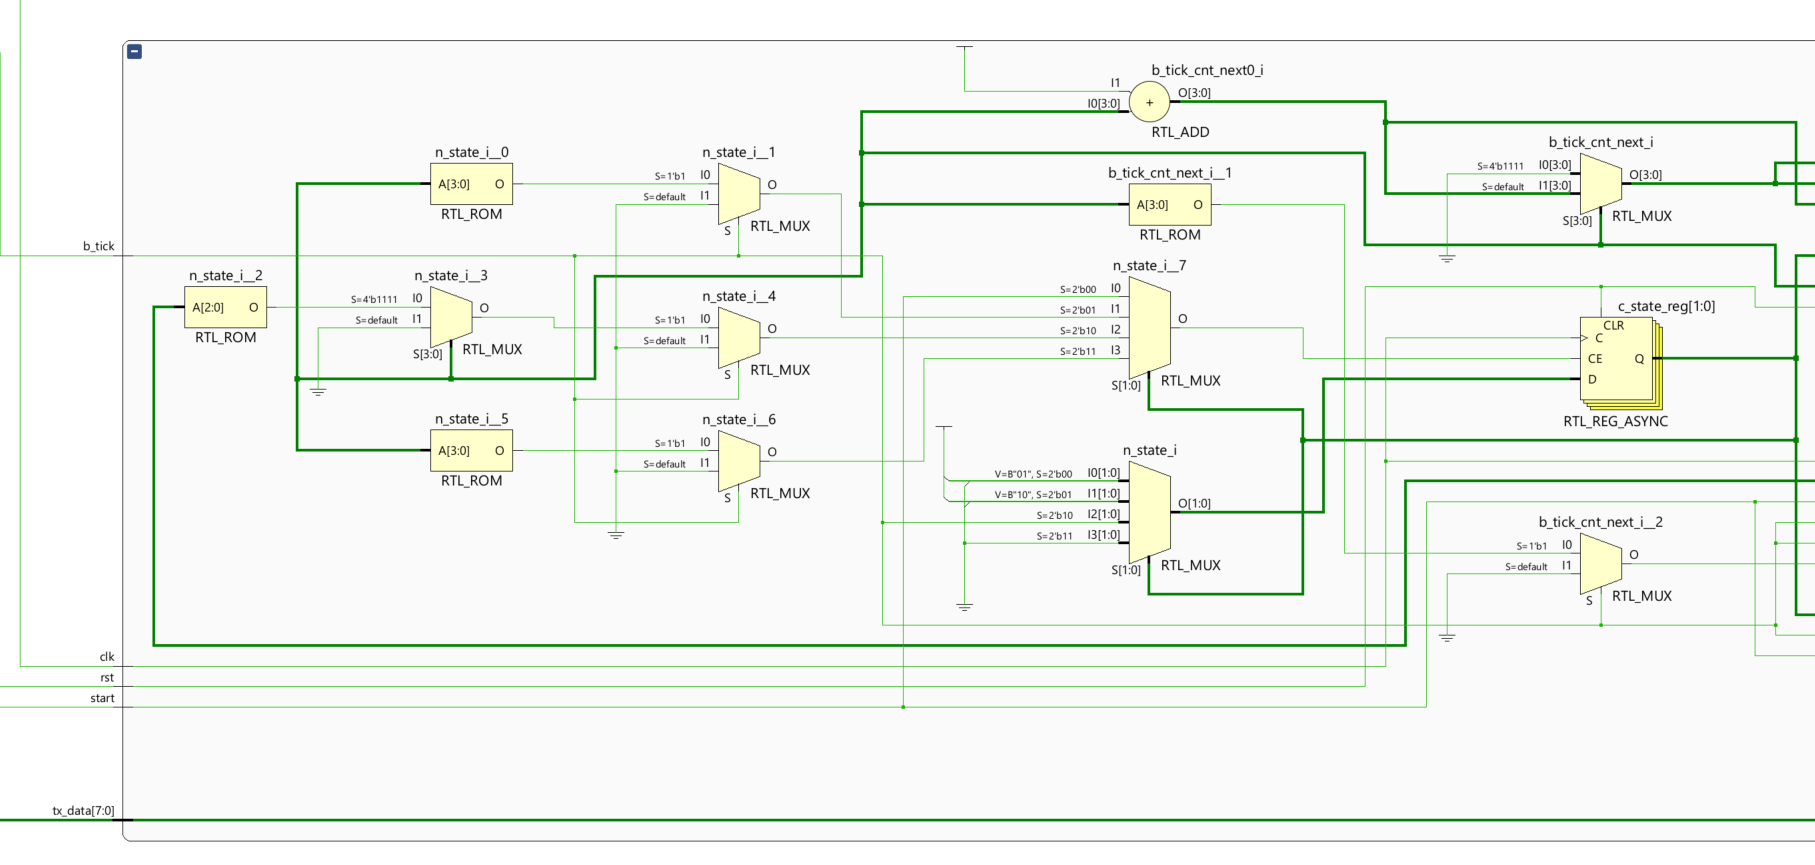 b_tick_cnt_next0_i
I1
I0[3:0]
+
O[3:0]
RTL_ADD
n_state_i__0
A[3:0]
O
RTL_ROM
n_state_i__1
S=1'b1
I0
S=default
I1
O
S
RTL_MUX
b_tick_cnt_next_i__1
A[3:0]
O
RTL_ROM
b_tick_cnt_next_i
S=4'b1111
I0[3:0]
S=default
I1[3:0]
O[3:0]
S[3:0]
RTL_MUX
b_tick
n_state_i__2
A[2:0]
O
RTL_ROM
n_state_i__3
S=4'b1111
I0
S=default
I1
O
S[3:0]
RTL_MUX
n_state_i__4
S=1'b1
I0
S=default
I1
O
S
RTL_MUX
n_state_i__7
S=2'b00
I0
S=2'b01
I1
S=2'b10
I2
S=2'b11
I3
O
S[1:0]
RTL_MUX
c_state_reg[1:0]
CLR
C
CE
D
Q
RTL_REG_ASYNC
n_state_i__5
A[3:0]
O
RTL_ROM
n_state_i__6
S=1'b1
I0
S=default
I1
O
S
RTL_MUX
n_state_i
V=B"01", S=2'b00
I0[1:0]
V=B"10", S=2'b01
I1[1:0]
S=2'b10
I2[1:0]
S=2'b11
I3[1:0]
O[1:0]
S[1:0]
RTL_MUX
b_tick_cnt_next_i__2
S=1'b1
I0
S=default
I1
O
S
RTL_MUX
clk
rst
start
tx_data[7:0]